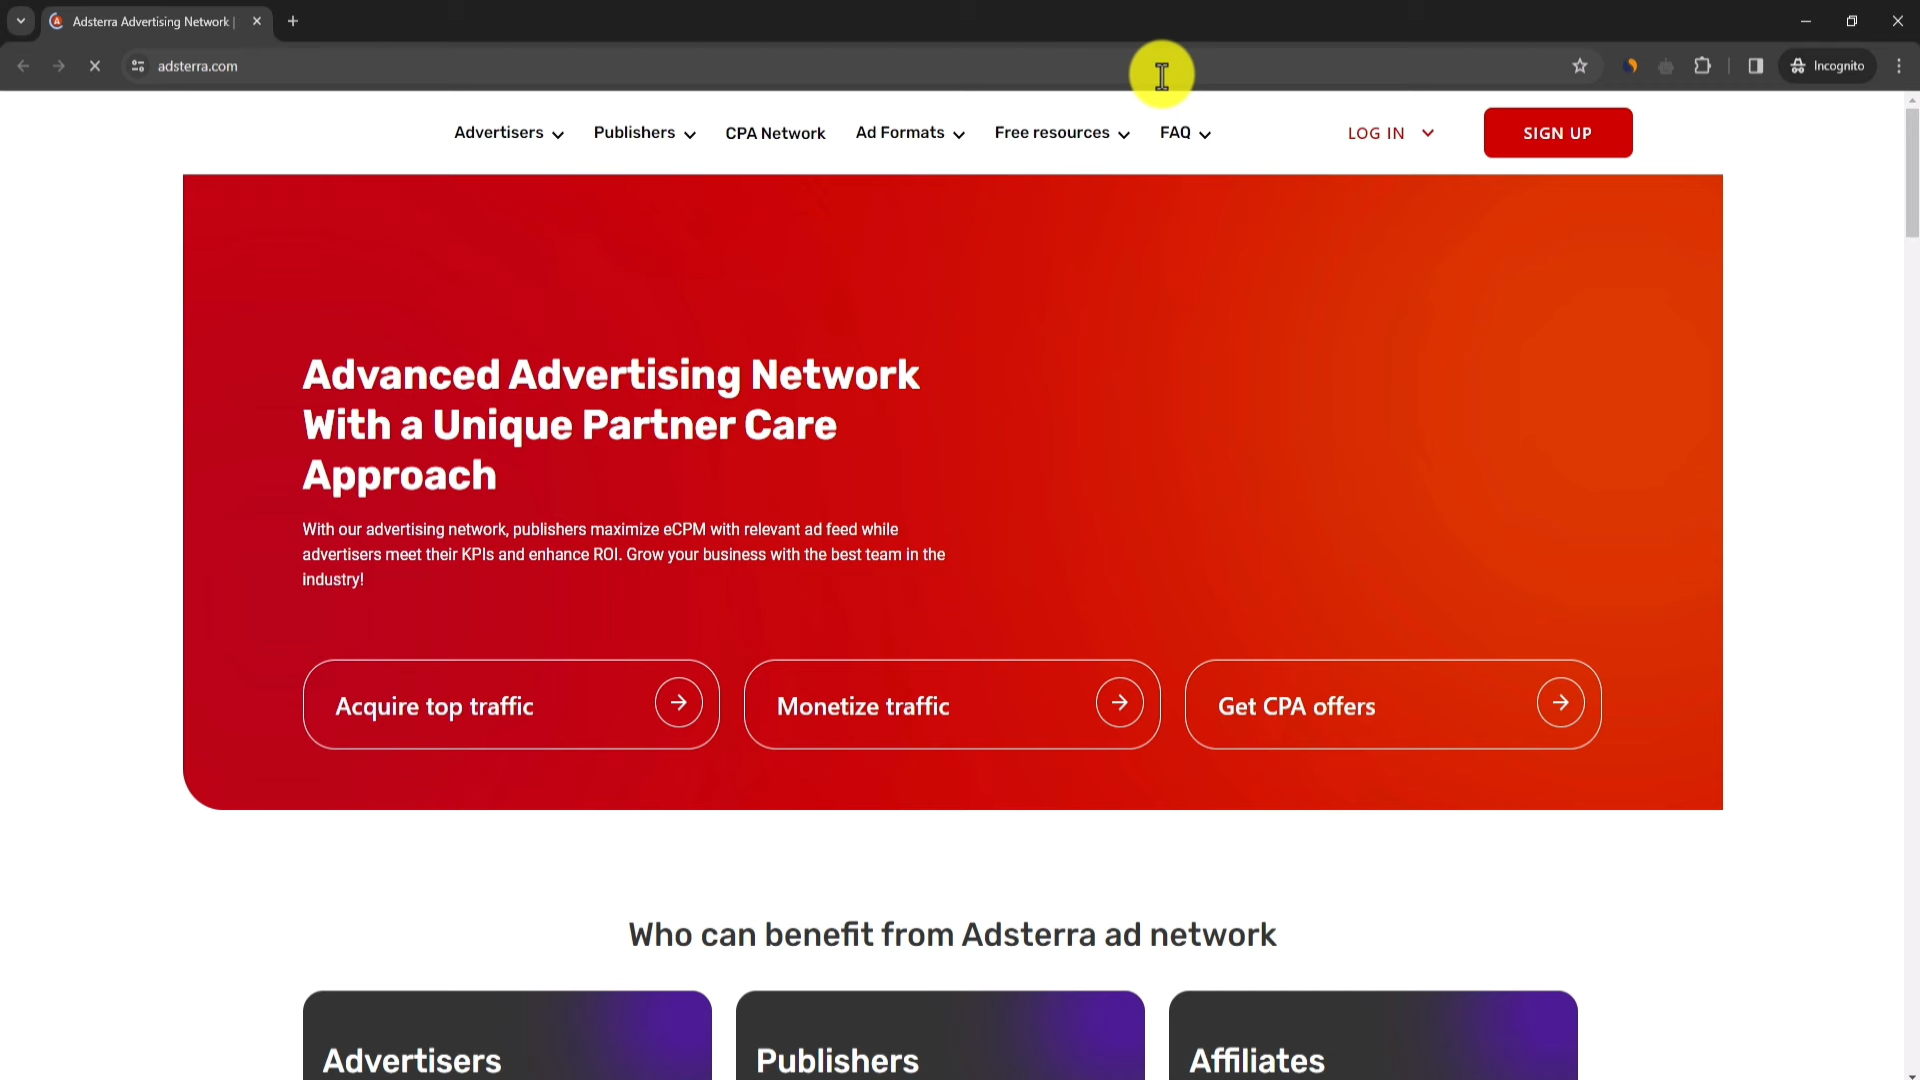 Adsterra Advertising Network |
adsterra.com
Incognito
Advertisers
Publishers
CPA Network
Ad Formats
Free resources
FAQ
LOG IN
SIGN UP
Advanced Advertising Network
With a Unique Partner Care
Approach
With our advertising network, publishers maximize eCPM with relevant ad feed while
advertisers meet their KPIs and enhance ROI. Grow your business with the best team in the
industry!
Acquire top traffic
Monetize traffic
Get CPA offers
Who can benefit from Adsterra ad network
Advertisers
Publishers
Affiliates